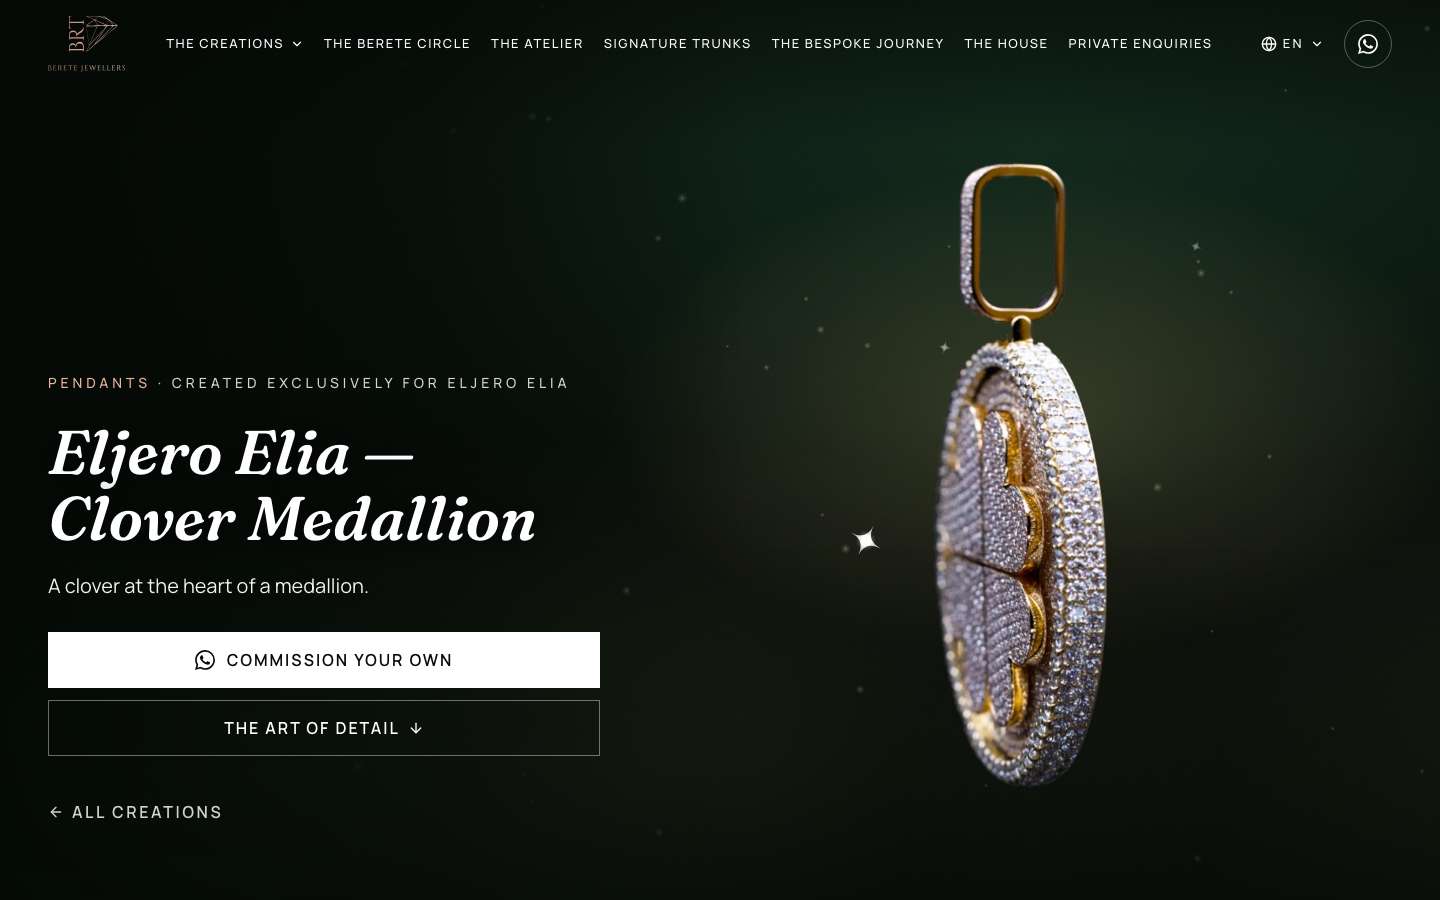 BRT
BERETE JEWELLERS
THE CREATIONS
THE BERETE CIRCLE
THE ATELIER
SIGNATURE TRUNKS
THE BESPOKE JOURNEY
THE HOUSE
PRIVATE ENQUIRIES
EN
PENDANTS · CREATED EXCLUSIVELY FOR ELJERO ELIA
Eljero Elia —
Clover Medallion
A clover at the heart of a medallion.
COMMISSION YOUR OWN
THE ART OF DETAIL ↓
← ALL CREATIONS